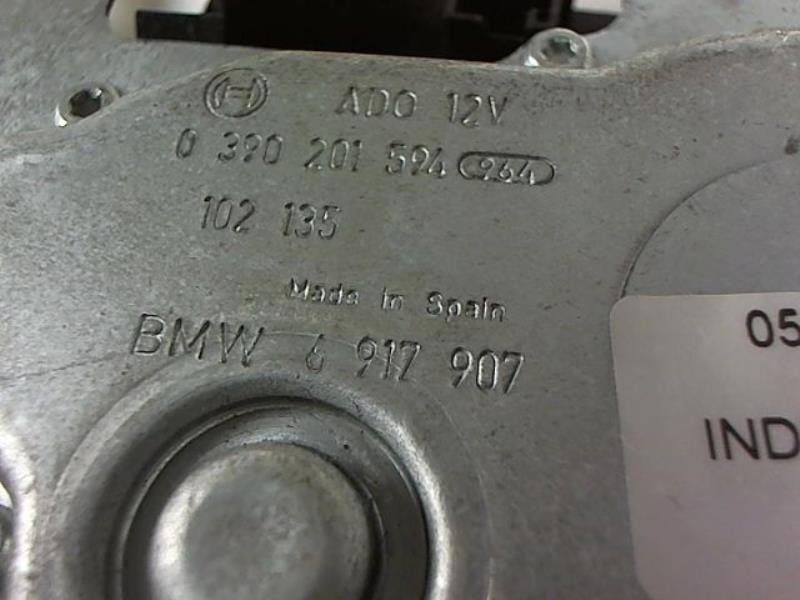 ADO 12V
0 390 201 594 964
102 135
Made in Spain
BMW 6 917 907
05
IND